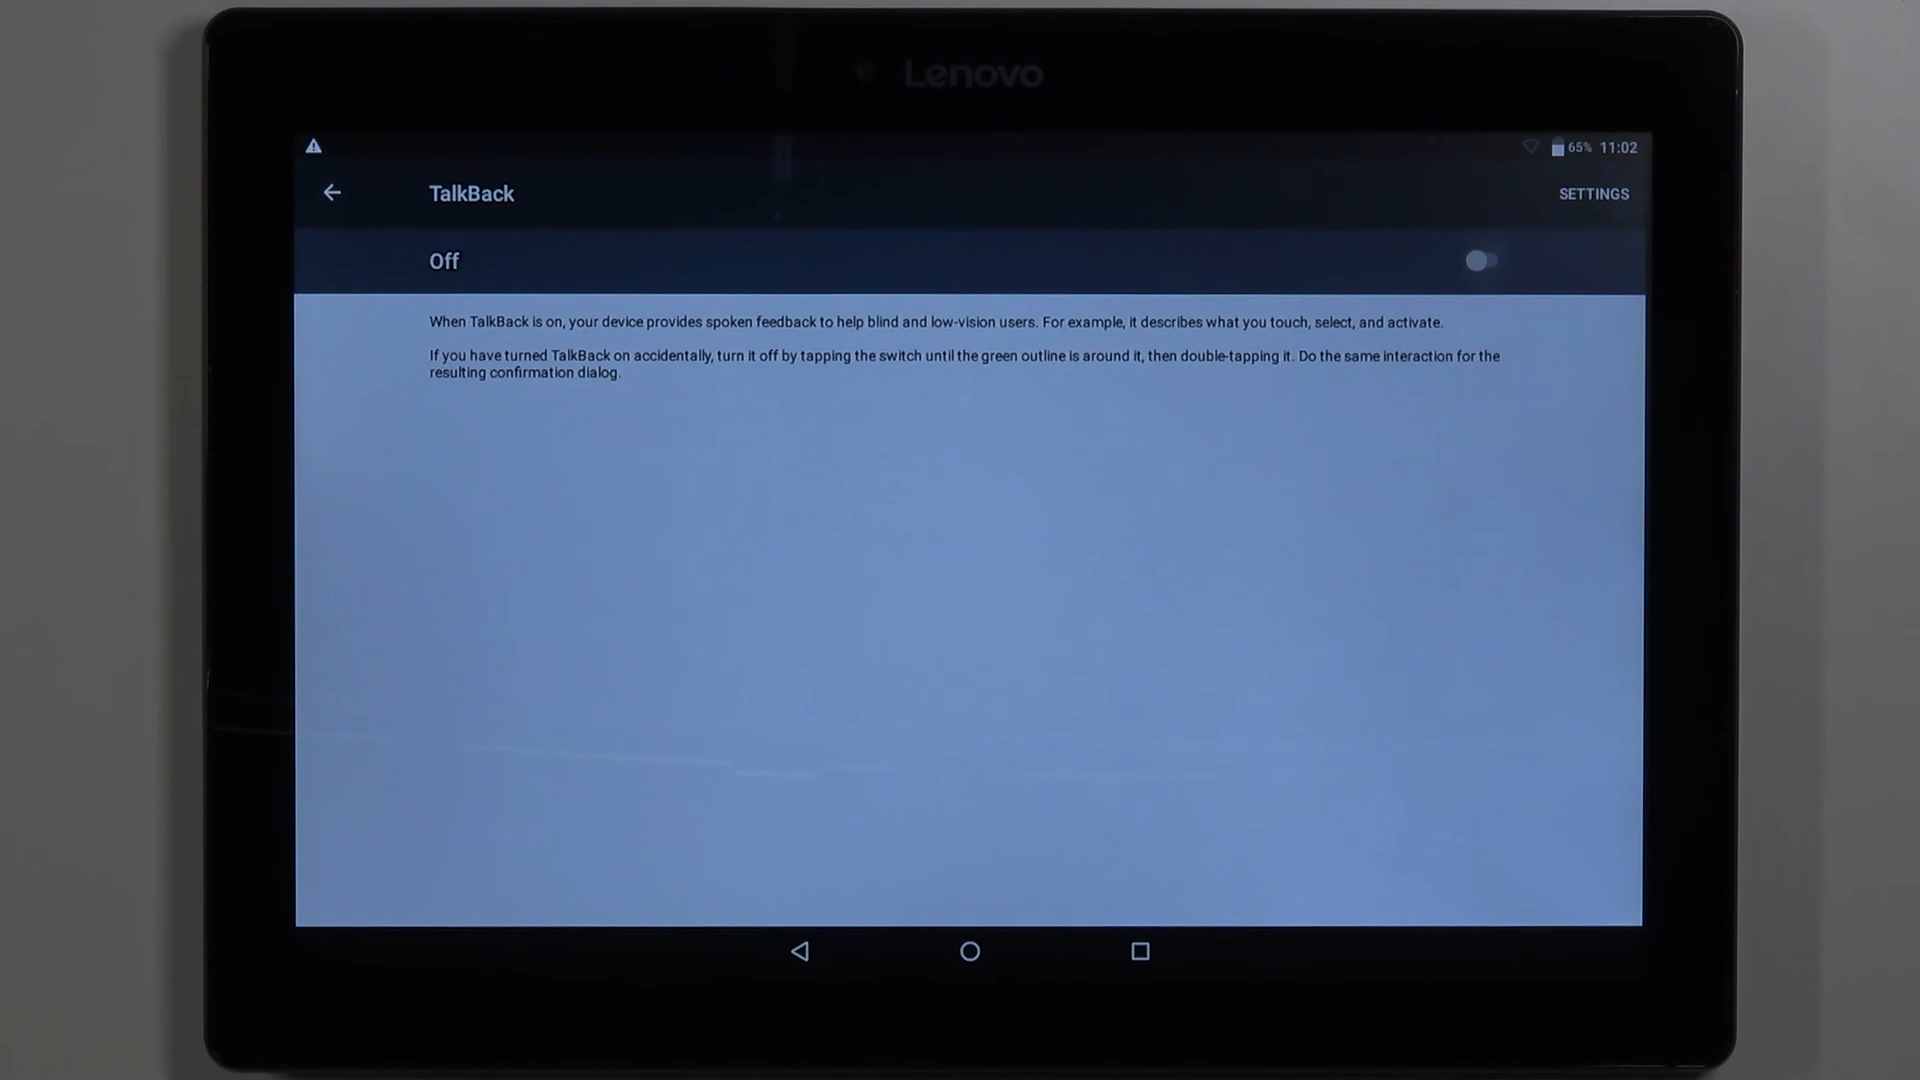 Lenovo
65% 11:02
TalkBack
SETTINGS
Off
When TalkBack is on, your device provides spoken feedback to help blind and low-vision users. For example, it describes what you touch, select, and activate.
If you have turned TalkBack on accidentally, turn it off by tapping the switch until the green outline is around it, then double-tapping it. Do the same interaction for the
resulting confirmation dialog.